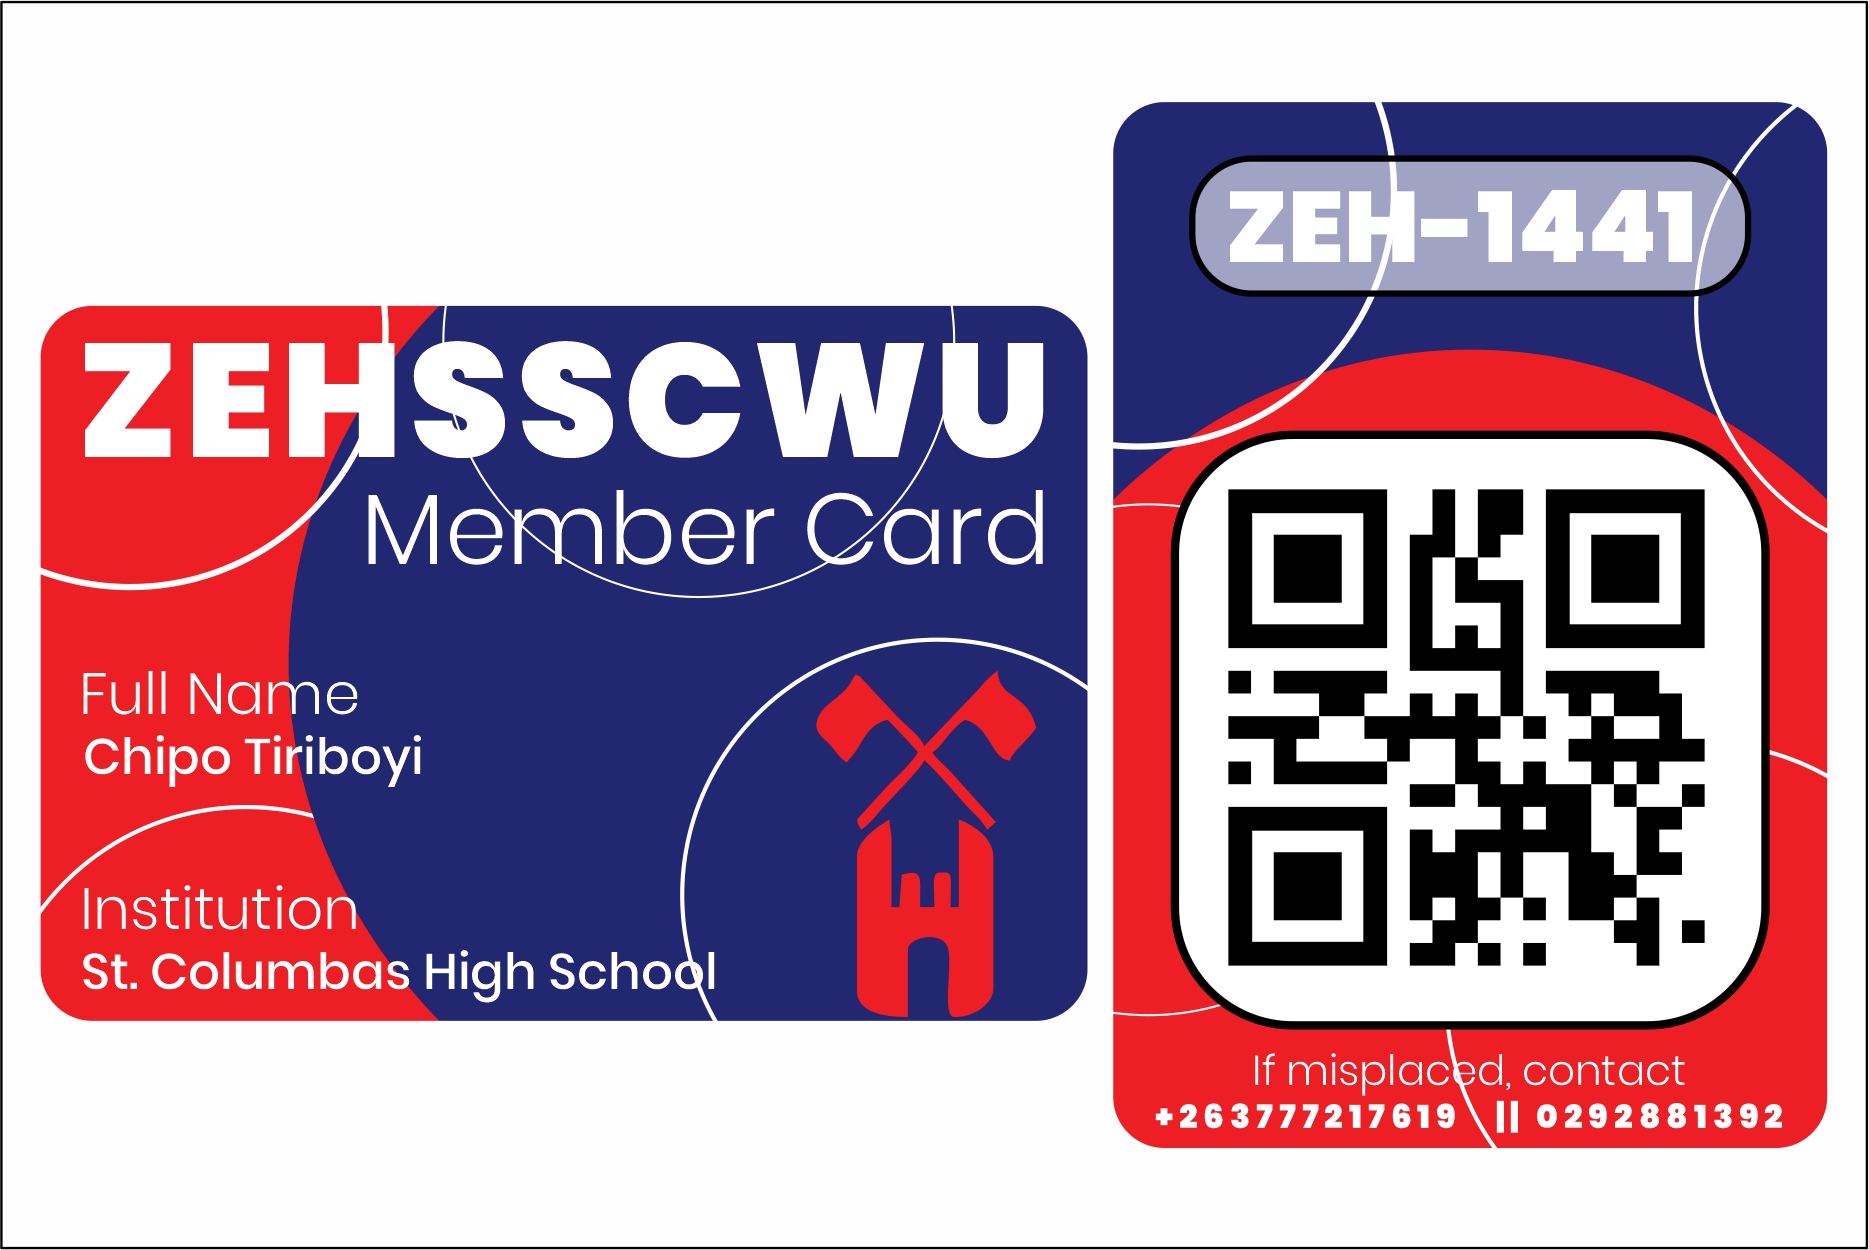 ZEHSSCWU
Member Card
Full Name
Chipo Tiriboyi
Institution
St. Columbas High School
ZEH-1441
If misplaced, contact
+263777217619 || 0292881392